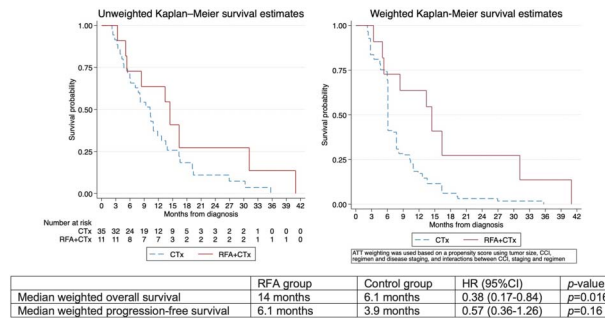 Unweighted Kaplan–Meier survival estimates
Survival probability
1.00
0.75
0.50
0.25
0.00
0 3 6 9 12 15 18 21 24 27 30 33 36 39 42
Months from diagnosis
Number at risk
CTx 35 32 24 19 12 9 5 3 3 2 2 1 0 0 0
RFA+CTx 11 11 8 7 7 3 2 2 2 2 2 1 1 1 0
CTx RFA+CTx
Weighted Kaplan-Meier survival estimates
Survival probability
1.00
0.75
0.50
0.25
0.00
0 3 6 9 12 15 18 21 24 27 30 33 36 39 42
Months from diagnosis
CTx RFA+CTx
ATT weighting was used based on a propensity score using tumor size, CCI,
regimen and disease staging, and interactions between CCI, staging and regimen
RFA group Control group HR (95%CI) p-value
Median weighted overall survival 14 months 6.1 months 0.38 (0.17-0.84) p=0.016
Median weighted progression-free survival 6.1 months 3.9 months 0.57 (0.36-1.26) p=0.16